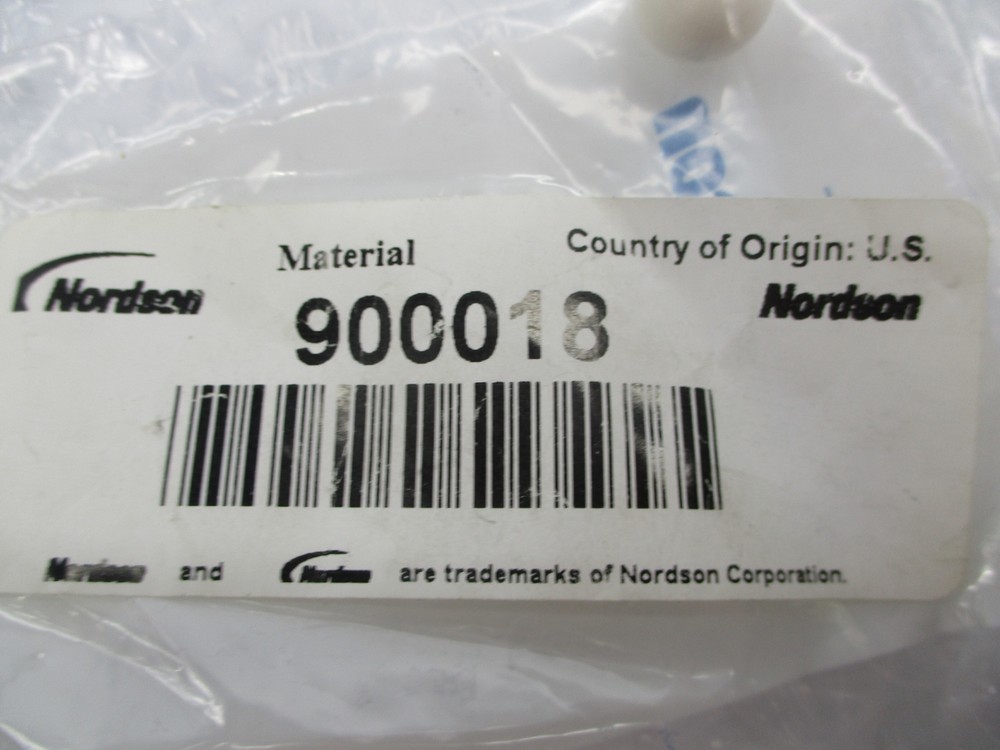 Nordson
Material
Country of Origin: U.S.
900018
Nordson
Nordson and Nordson are trademarks of Nordson Corporation.